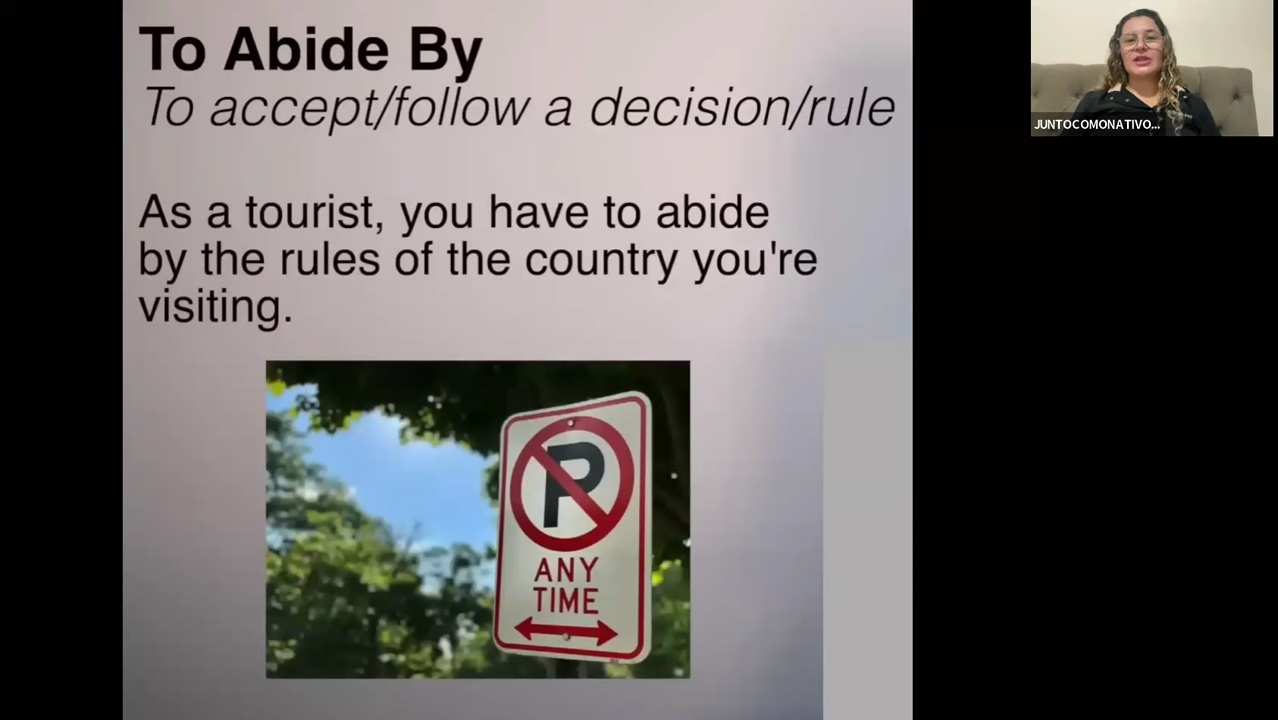 To Abide By
To accept/follow a decision/rule
As a tourist, you have to abide
by the rules of the country you're
visiting.
P
ANY
TIME
JUNTOCOMONATIVO...